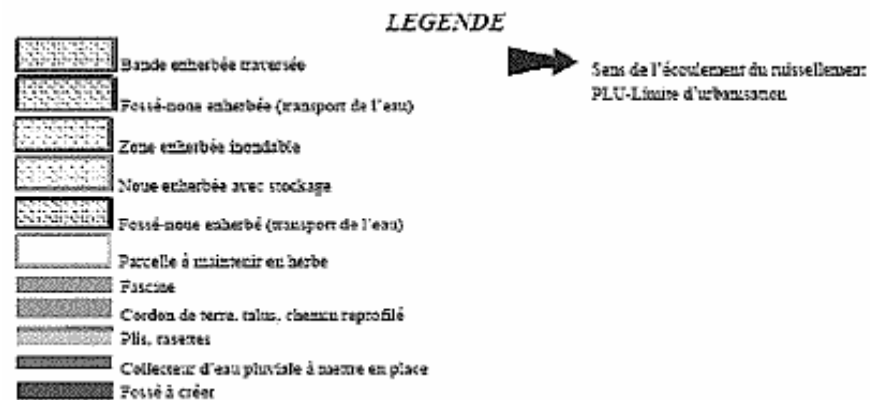 LEGENDE
Bande enherbée traversée
Fossé-noue enherbée (transport de l'eau)
Zone enherbée inondable
Noue enherbée avec stockage
Fossé-noue enherbé (transport de l'eau)
Parcelle à maintenir en herbe
Fascine
Cordon de terre, talus, chemin reprofilé
Plis, rasettes
Collecteur d'eau pluviale à mettre en place
Fossé à créer
Sens de l'écoulement du ruissellement
PLU-Limite d'urbanisation